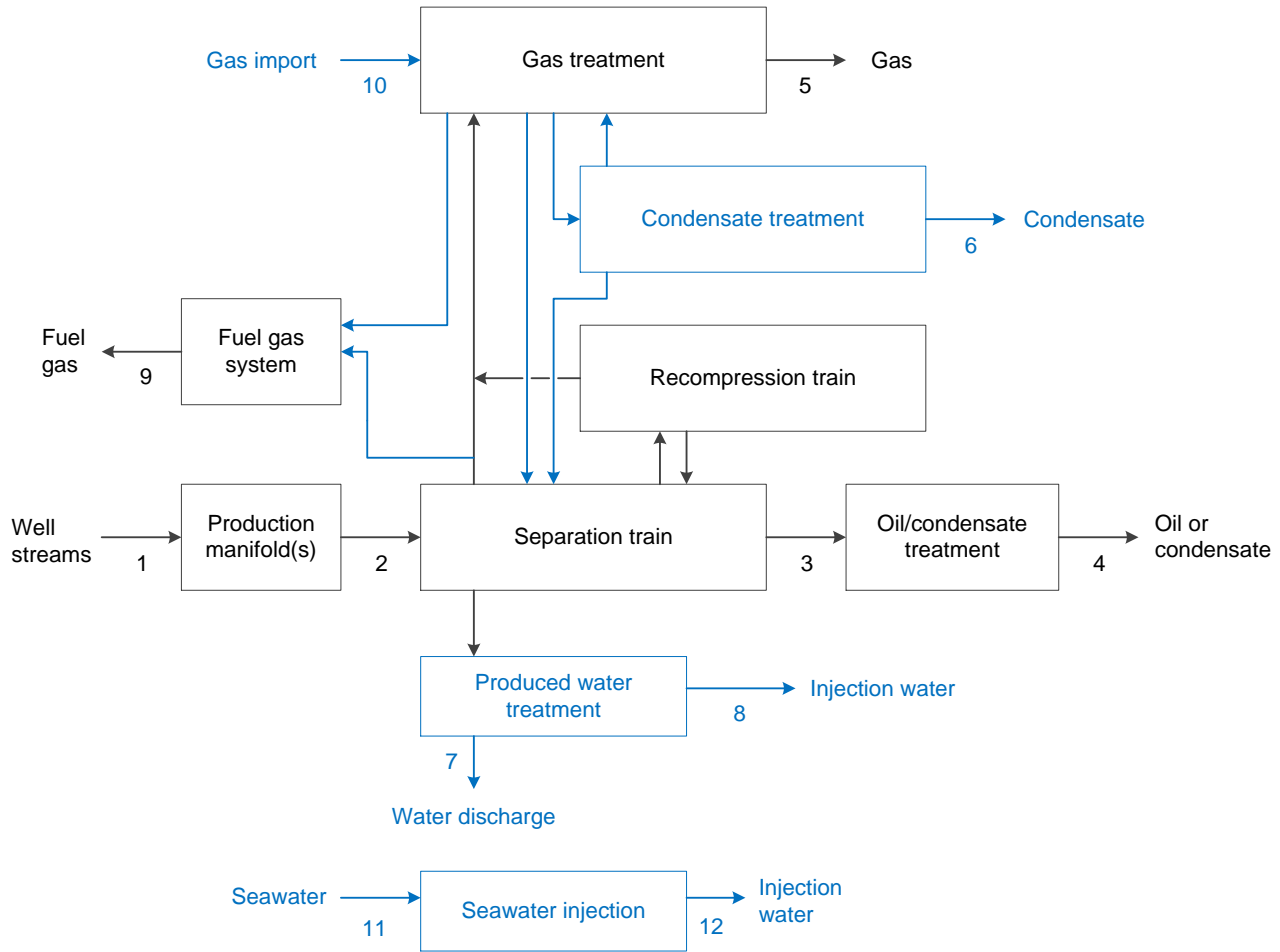 Gas import
10
Gas treatment
5
Gas
Condensate treatment
6
Condensate
Fuel
gas
9
Fuel gas
system
Recompression train
Well
streams
1
Production
manifold(s)
2
Separation train
3
Oil/condensate
treatment
4
Oil or
condensate
Produced water
treatment
8
Injection water
7
Water discharge
Seawater
11
Seawater injection
12
Injection
water